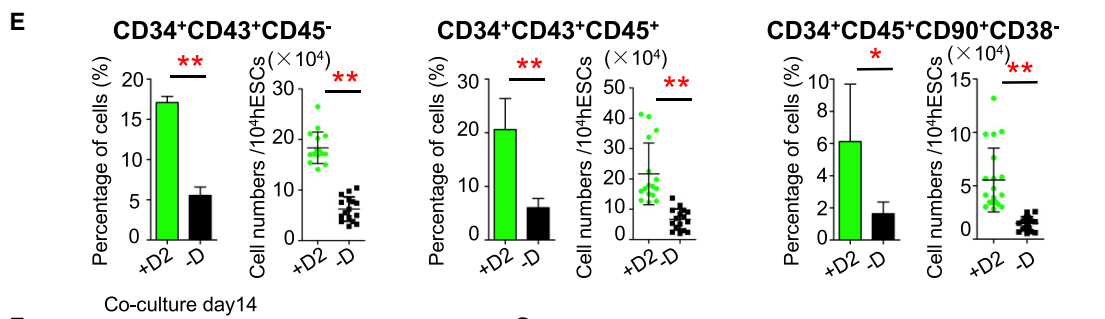 E
CD34⁺CD43⁺CD45⁻
CD34⁺CD43⁺CD45⁺
CD34⁺CD45⁺CD90⁺CD38⁻
Percentage of cells (%)
20
15
10
5
0
**
+D2
-D
Cell numbers /10⁴hESCs
(×10⁴)
30
20
10
0
**
+D2
-D
Percentage of cells (%)
30
20
10
0
**
+D2
-D
Cell numbers /10⁴hESCs
(×10⁴)
50
40
30
20
10
0
**
+D2
-D
Percentage of cells (%)
10
8
6
4
2
0
*
+D2
-D
Cell numbers /10⁴hESCs
(×10⁴)
15
10
5
0
**
+D2
-D
Co-culture day14